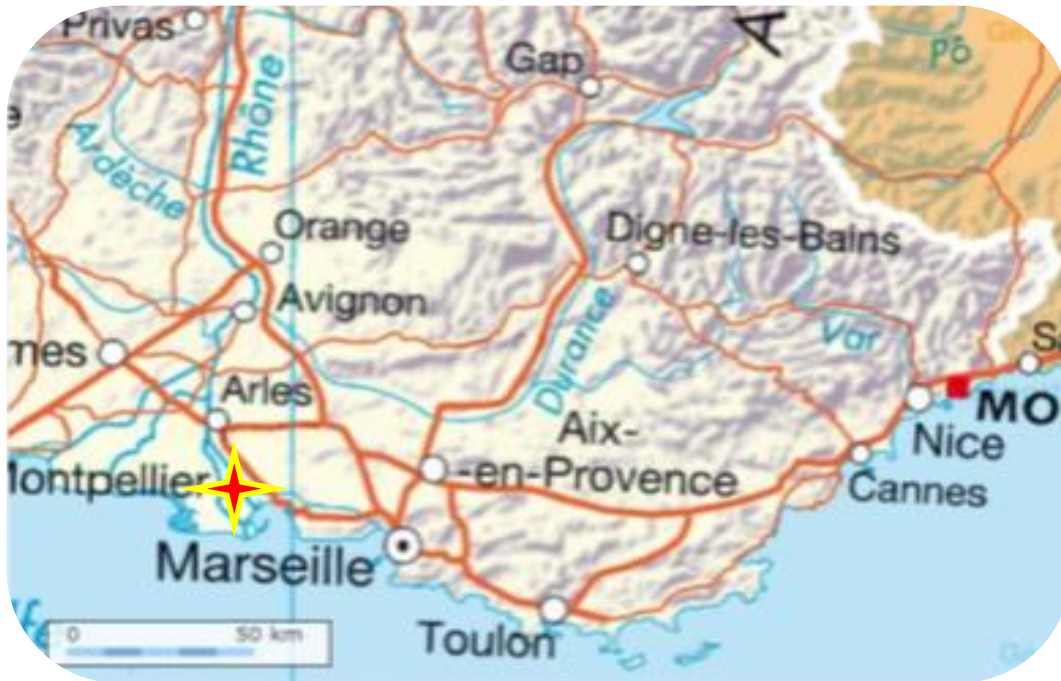 Privas
Gap
Pô
Rhône
Ardèche
Orange
Digne-les-Bains
Avignon
Durance
Var
mes
Sa
Arles
MO
Nice
Aix-
-en-Provence
Montpellier
Cannes
Marseille
Toulon
0 50 km